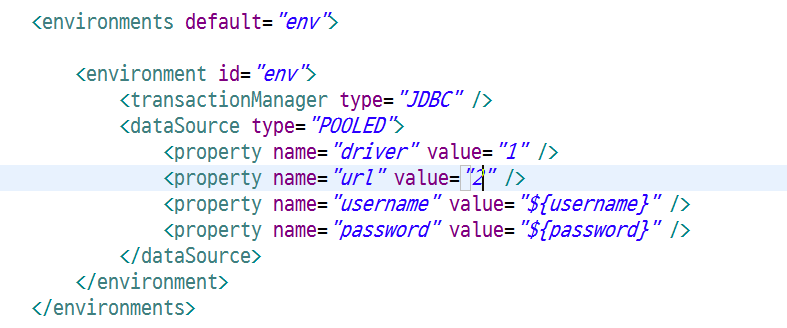 <environments default="env">
<environment id="env">
<transactionManager type="JDBC" />
<dataSource type="POOLED">
<property name="driver" value="1" />
<property name="url" value="2" />
<property name="username" value="${username}" />
<property name="password" value="${password}" />
</dataSource>
</environment>
</environments>